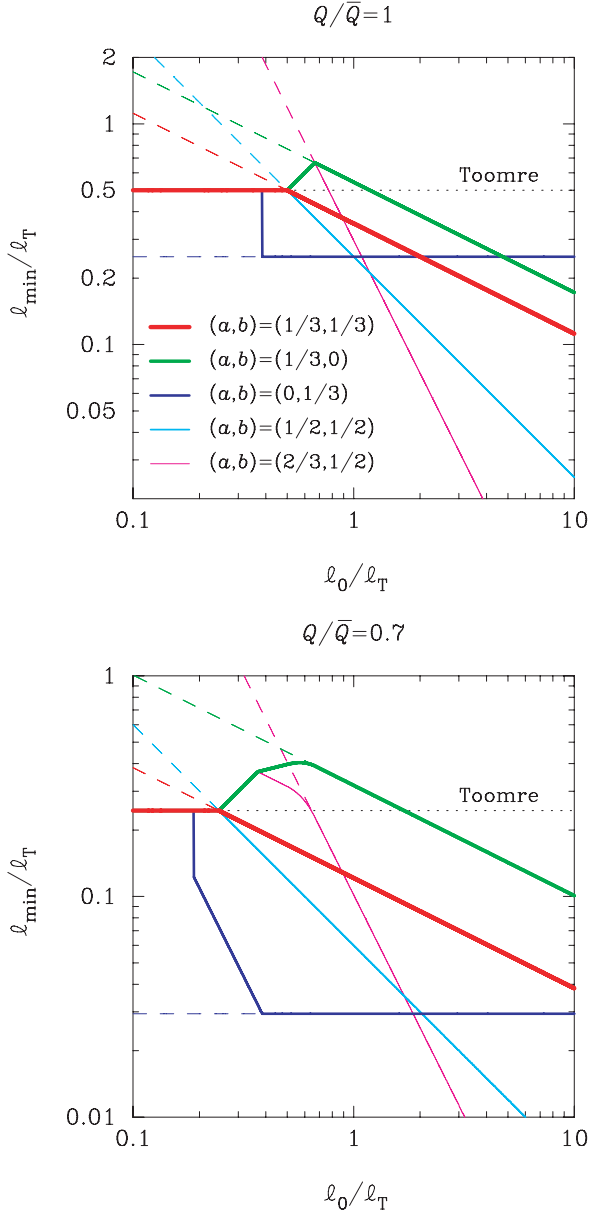 Q/Q̅=1
2
1
0.5
0.2
0.1
0.05
ℓmin/ℓT
Toomre
(a,b)=(1/3,1/3)
(a,b)=(1/3,0)
(a,b)=(0,1/3)
(a,b)=(1/2,1/2)
(a,b)=(2/3,1/2)
0.1 1 10
ℓ0/ℓT
Q/Q̅=0.7
1
0.1
0.01
ℓmin/ℓT
Toomre
0.1 1 10
ℓ0/ℓT